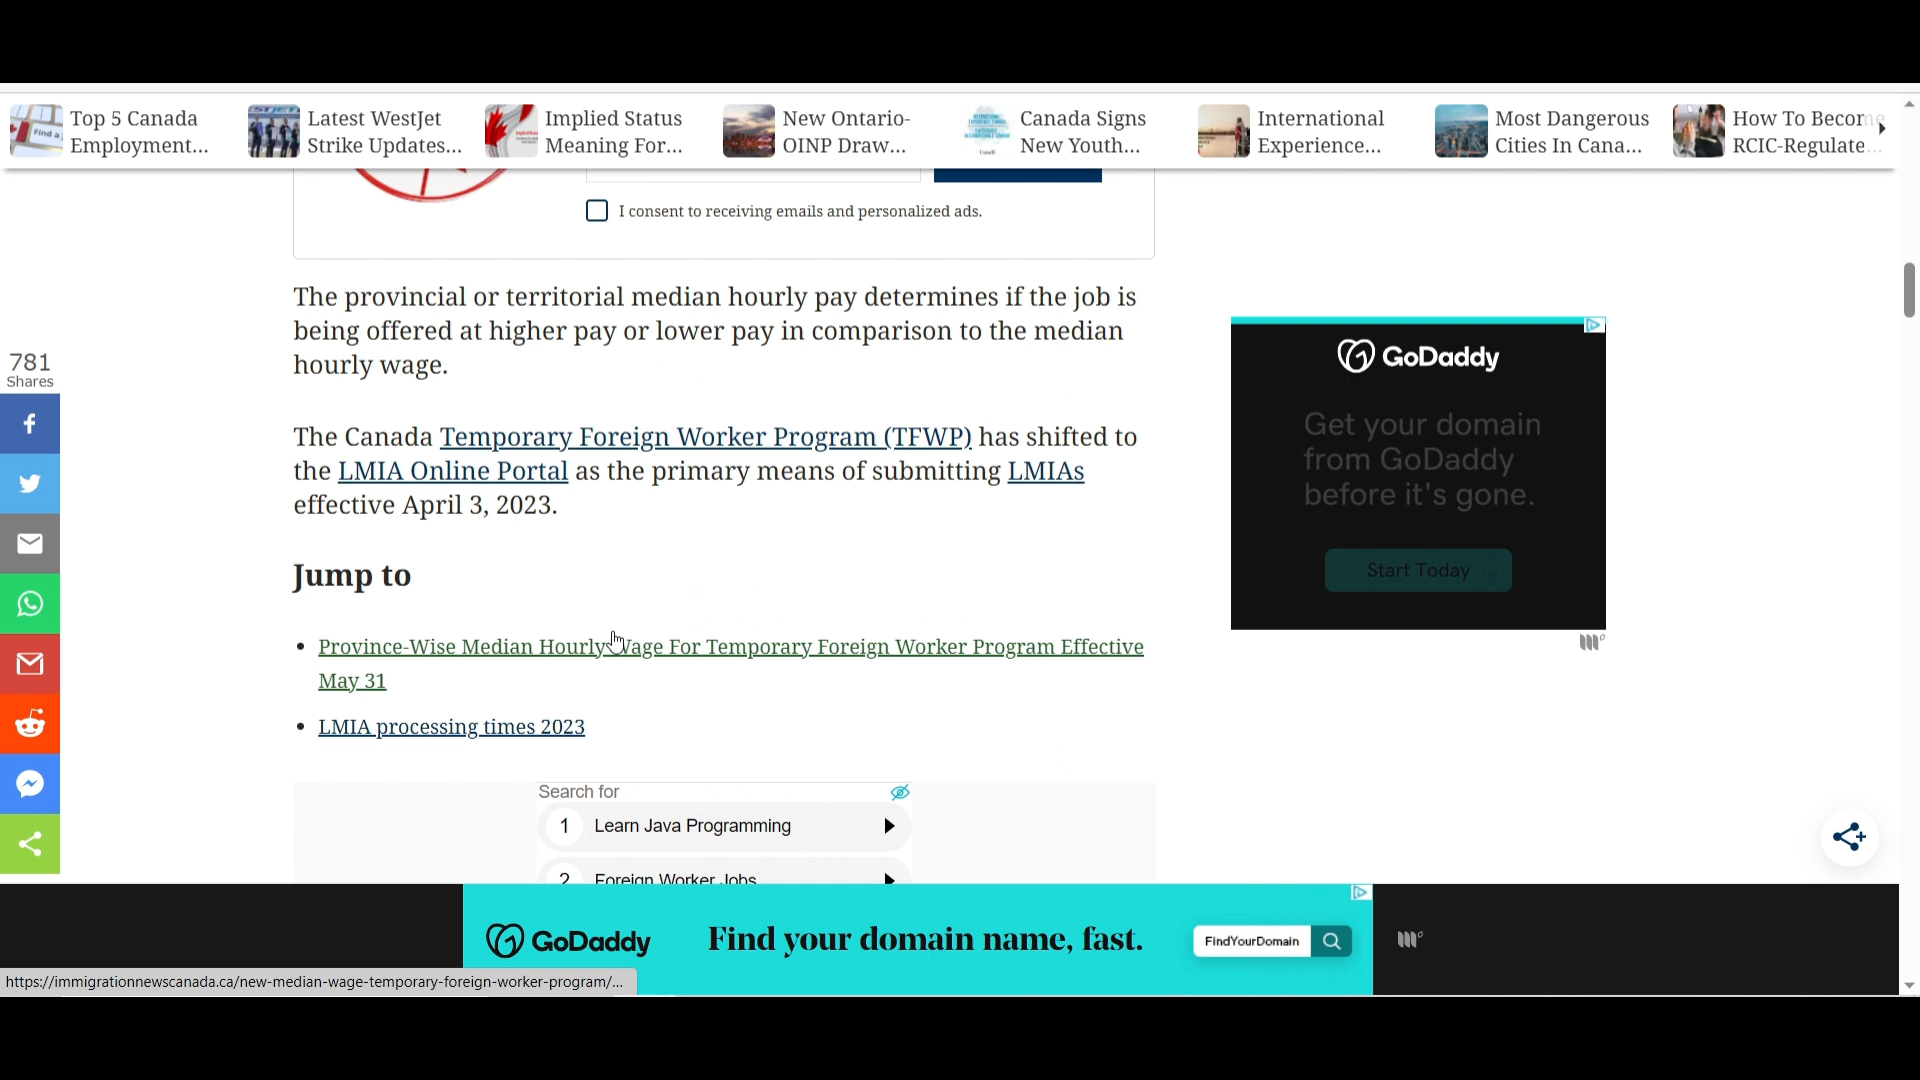 Top 5 Canada
Employment...
Latest WestJet
Strike Updates...
Implied Status
Meaning For...
New Ontario-
OINP Draw...
Canada Signs
New Youth...
International
Experience...
Most Dangerous
Cities In Cana...
How To Become
RCIC-Regulate...
I consent to receiving emails and personalized ads.
The provincial or territorial median hourly pay determines if the job is
being offered at higher pay or lower pay in comparison to the median
hourly wage.
781
Shares
The Canada Temporary Foreign Worker Program (TFWP) has shifted to
the LMIA Online Portal as the primary means of submitting LMIAs
effective April 3, 2023.
GoDaddy
Get your domain
from GoDaddy
before it's gone.
Start Today
Jump to
• Province-Wise Median Hourly Wage For Temporary Foreign Worker Program Effective
May 31
• LMIA processing times 2023
Search for
1 Learn Java Programming
2 Foreign Worker Jobs
GoDaddy
Find your domain name, fast.
FindYourDomain
https://immigrationnewscanada.ca/new-median-wage-temporary-foreign-worker-program/...